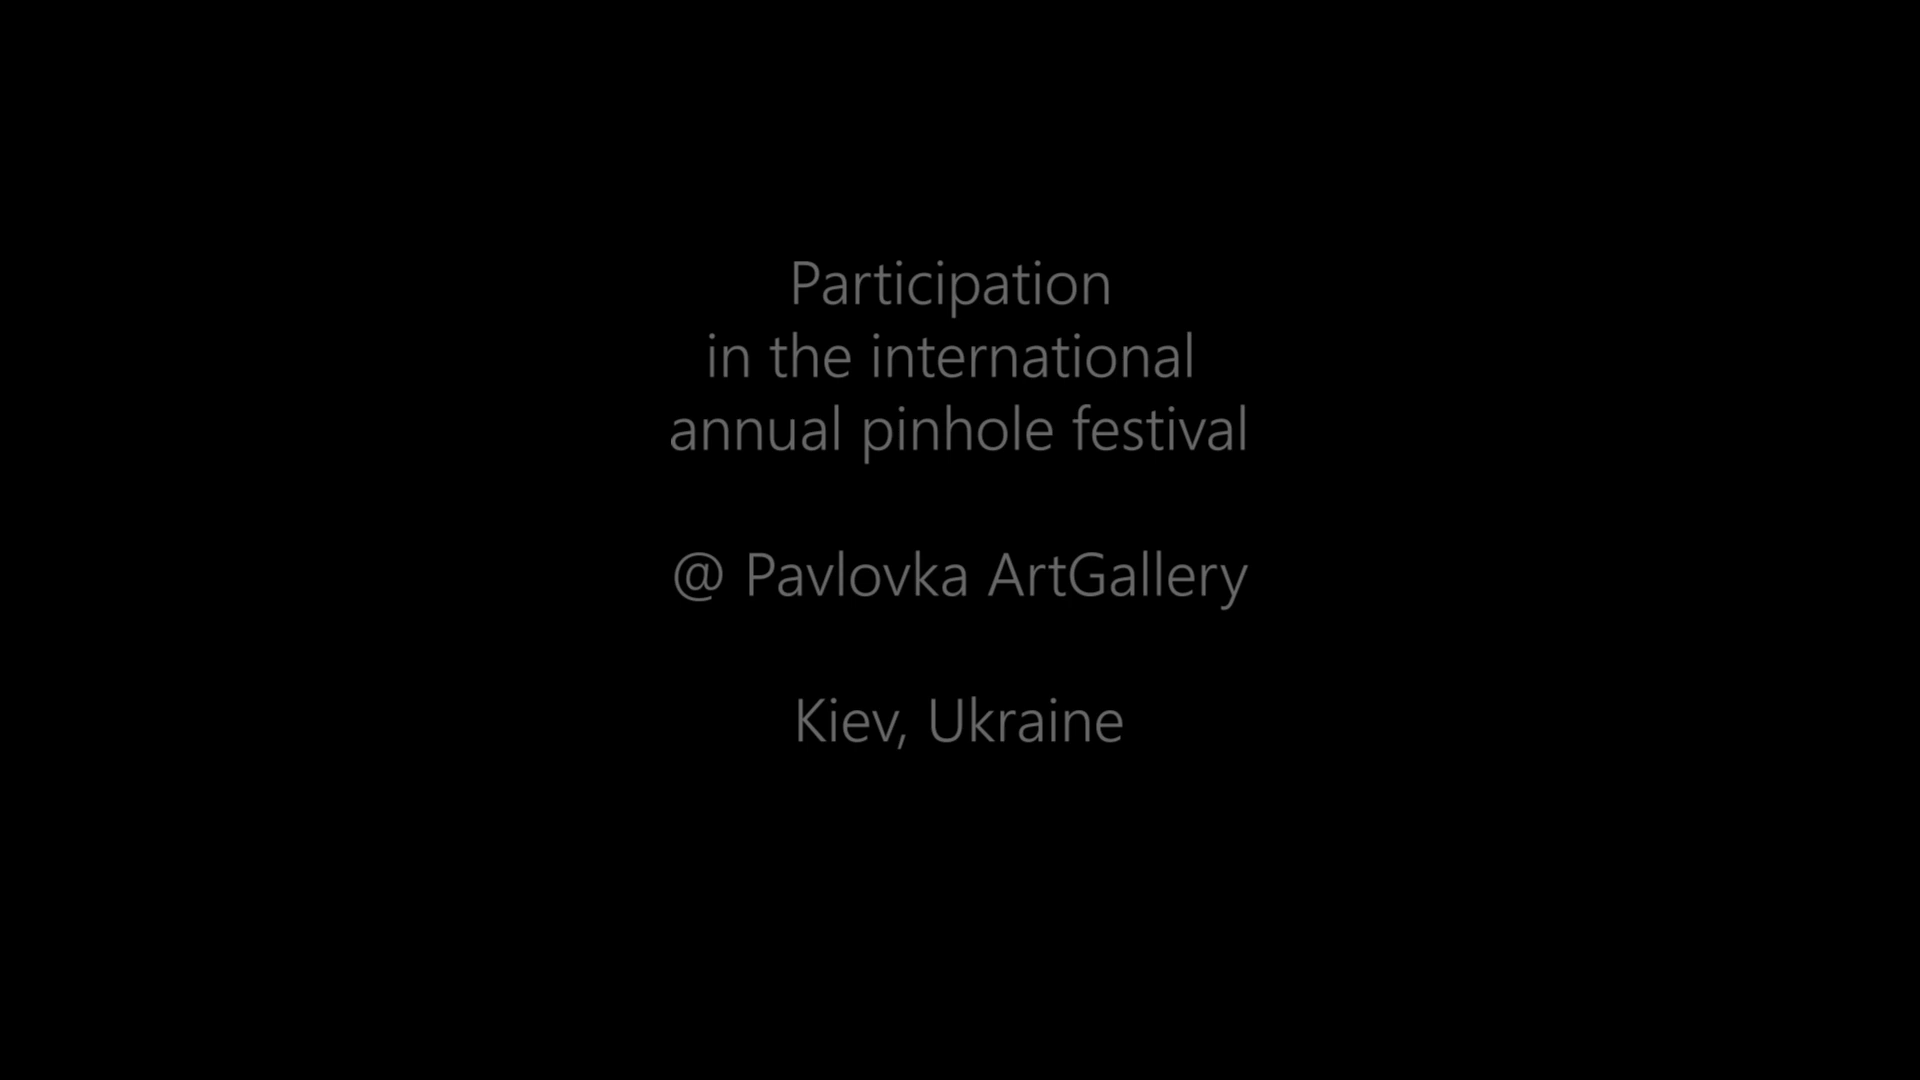 Participation
in the international
annual pinhole festival
@ Pavlovka ArtGallery
Kiev, Ukraine